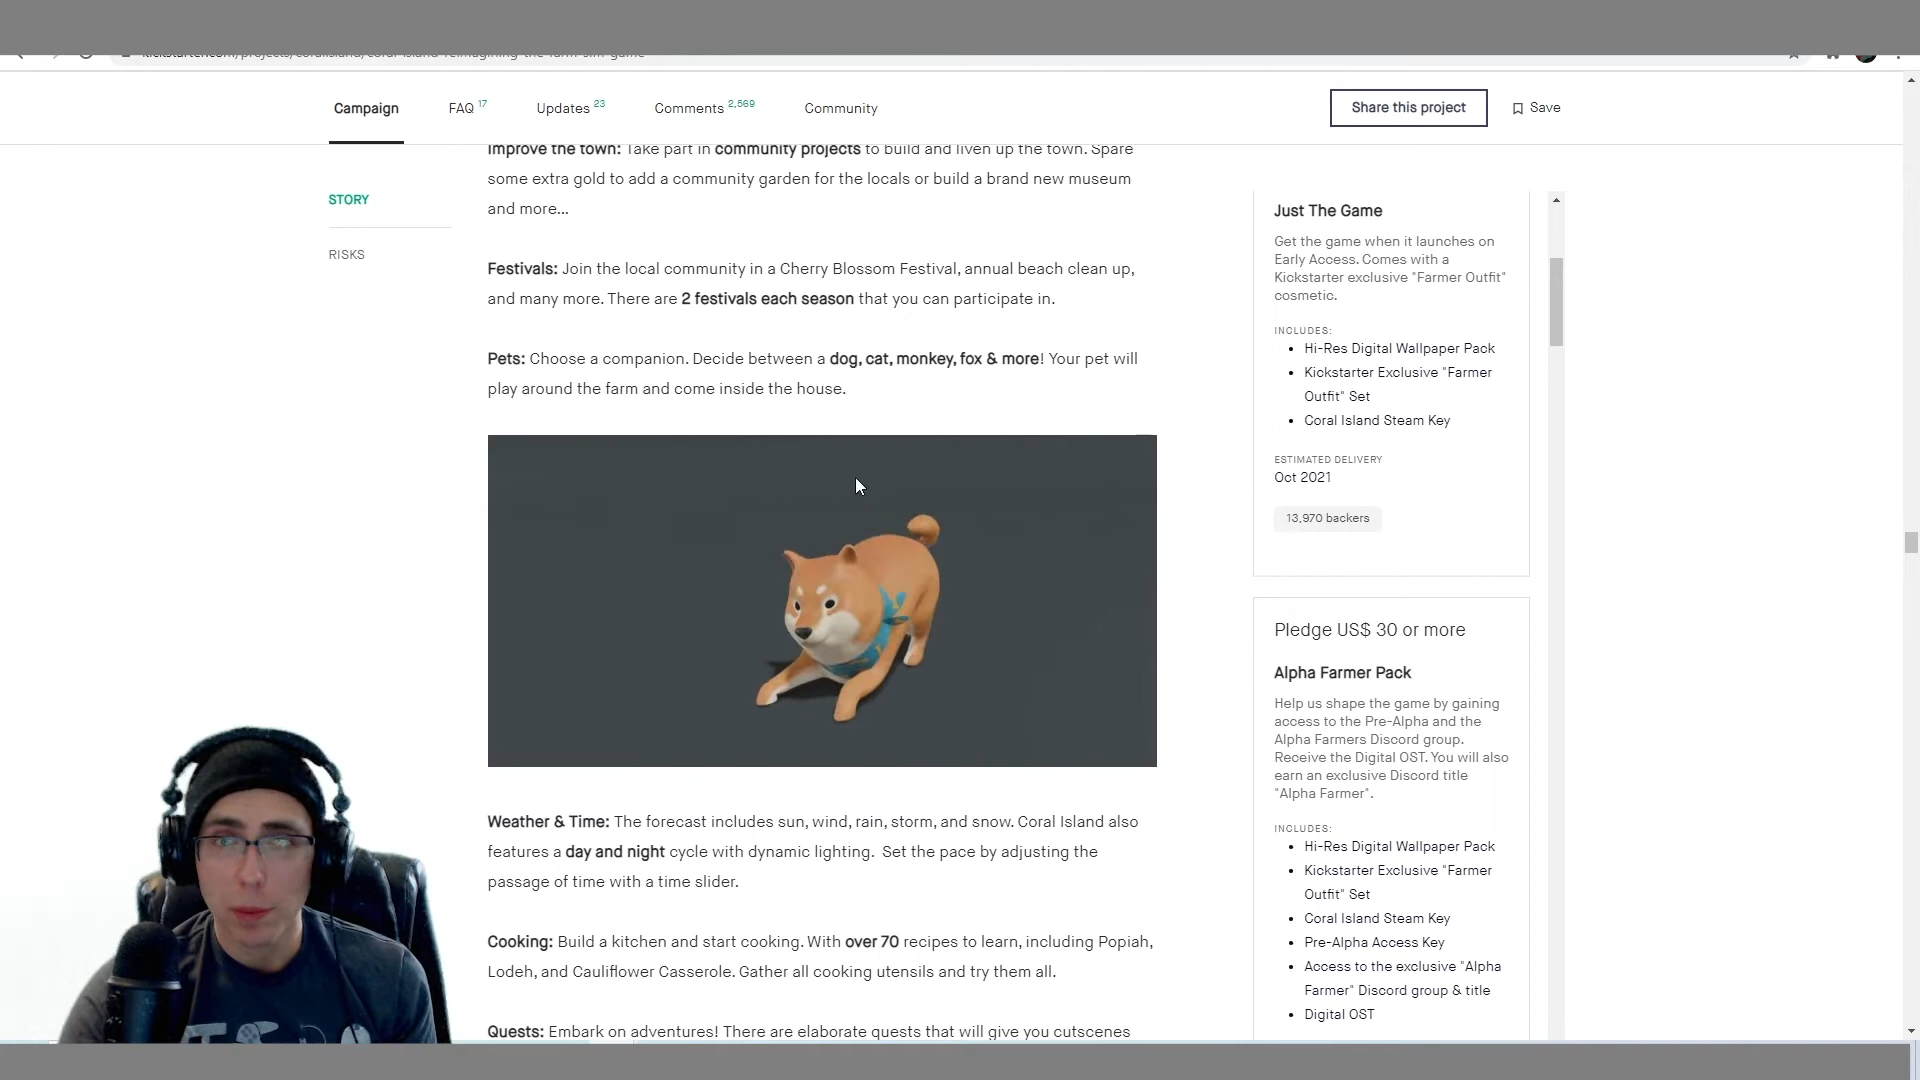 kickstarter.com/projects/coralisland/coral-island-reimagining-the-farm-sim-game
Campaign
FAQ 17
Updates 23
Comments 2,569
Community
Share this project
Save
STORY
RISKS
Improve the town: Take part in community projects to build and liven up the town. Spare
some extra gold to add a community garden for the locals or build a brand new museum
and more...
Festivals: Join the local community in a Cherry Blossom Festival, annual beach clean up,
and many more. There are 2 festivals each season that you can participate in.
Pets: Choose a companion. Decide between a dog, cat, monkey, fox & more! Your pet will
play around the farm and come inside the house.
Weather & Time: The forecast includes sun, wind, rain, storm, and snow. Coral Island also
features a day and night cycle with dynamic lighting. Set the pace by adjusting the
passage of time with a time slider.
Cooking: Build a kitchen and start cooking. With over 70 recipes to learn, including Popiah,
Lodeh, and Cauliflower Casserole. Gather all cooking utensils and try them all.
Quests: Embark on adventures! There are elaborate quests that will give you cutscenes
Just The Game
Get the game when it launches on
Early Access. Comes with a
Kickstarter exclusive "Farmer Outfit"
cosmetic.
INCLUDES:
Hi-Res Digital Wallpaper Pack
Kickstarter Exclusive "Farmer
Outfit" Set
Coral Island Steam Key
ESTIMATED DELIVERY
Oct 2021
13,970 backers
Pledge US$ 30 or more
Alpha Farmer Pack
Help us shape the game by gaining
access to the Pre-Alpha and the
Alpha Farmers Discord group.
Receive the Digital OST. You will also
earn an exclusive Discord title
"Alpha Farmer".
INCLUDES:
Hi-Res Digital Wallpaper Pack
Kickstarter Exclusive "Farmer
Outfit" Set
Coral Island Steam Key
Pre-Alpha Access Key
Access to the exclusive "Alpha
Farmer" Discord group & title
Digital OST